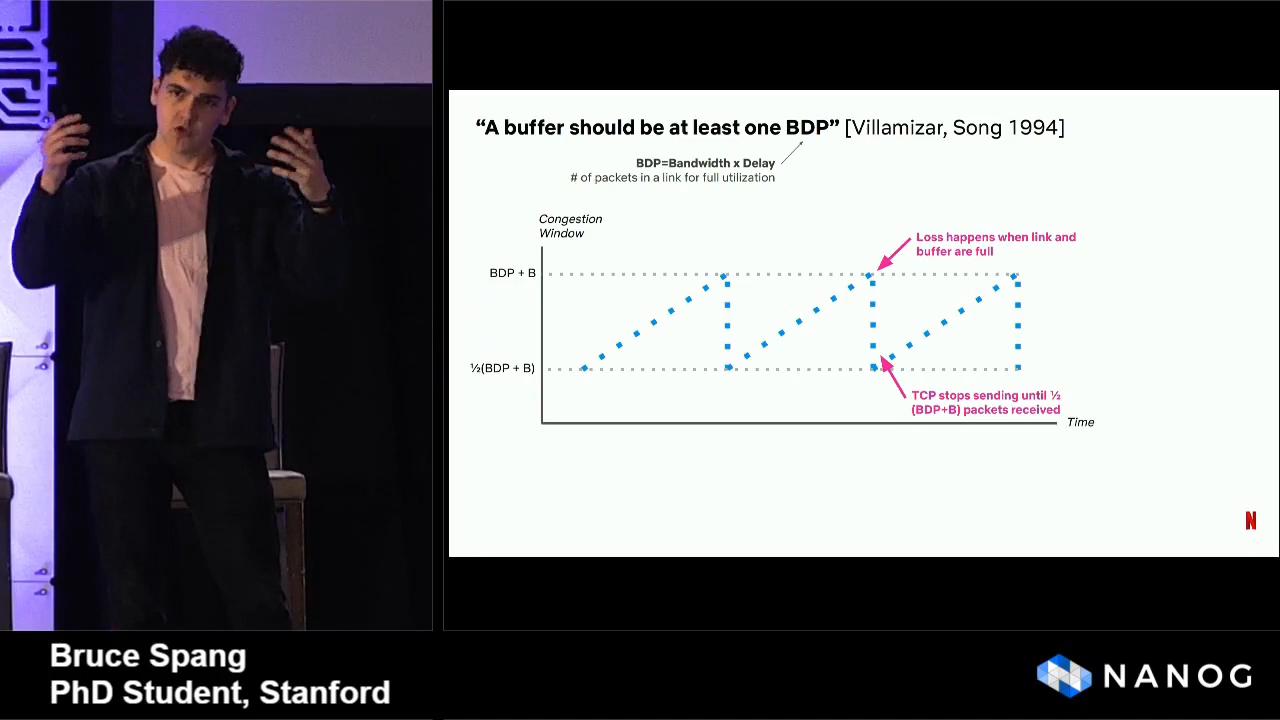 “A buffer should be at least one BDP” [Villamizar, Song 1994]
BDP=Bandwidth x Delay
# of packets in a link for full utilization
Congestion
Window
Loss happens when link and
buffer are full
BDP + B
½(BDP + B)
TCP stops sending until ½
(BDP+B) packets received
Time
N
Bruce Spang
PhD Student, Stanford
NANOG